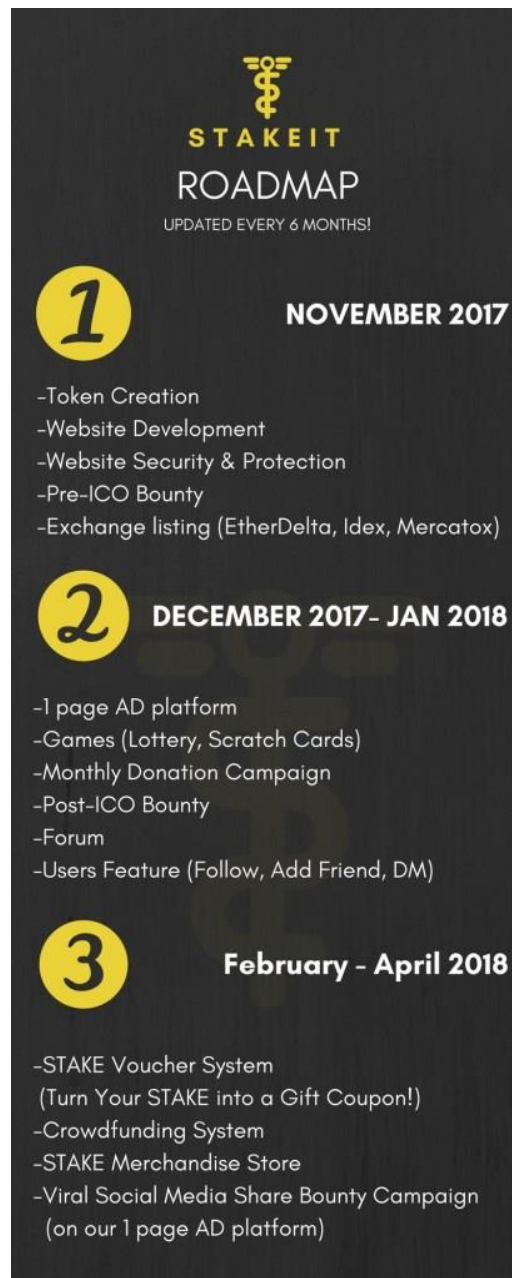 STAKEIT
ROADMAP
UPDATED EVERY 6 MONTHS!
1
NOVEMBER 2017
-Token Creation
-Website Development
-Website Security & Protection
-Pre-ICO Bounty
-Exchange listing (EtherDelta, Idex, Mercatox)
2
DECEMBER 2017- JAN 2018
-1 page AD platform
-Games (Lottery, Scratch Cards)
-Monthly Donation Campaign
-Post-ICO Bounty
-Forum
-Users Feature (Follow, Add Friend, DM)
3
February - April 2018
-STAKE Voucher System
(Turn Your STAKE into a Gift Coupon!)
-Crowdfunding System
-STAKE Merchandise Store
-Viral Social Media Share Bounty Campaign
(on our 1 page AD platform)